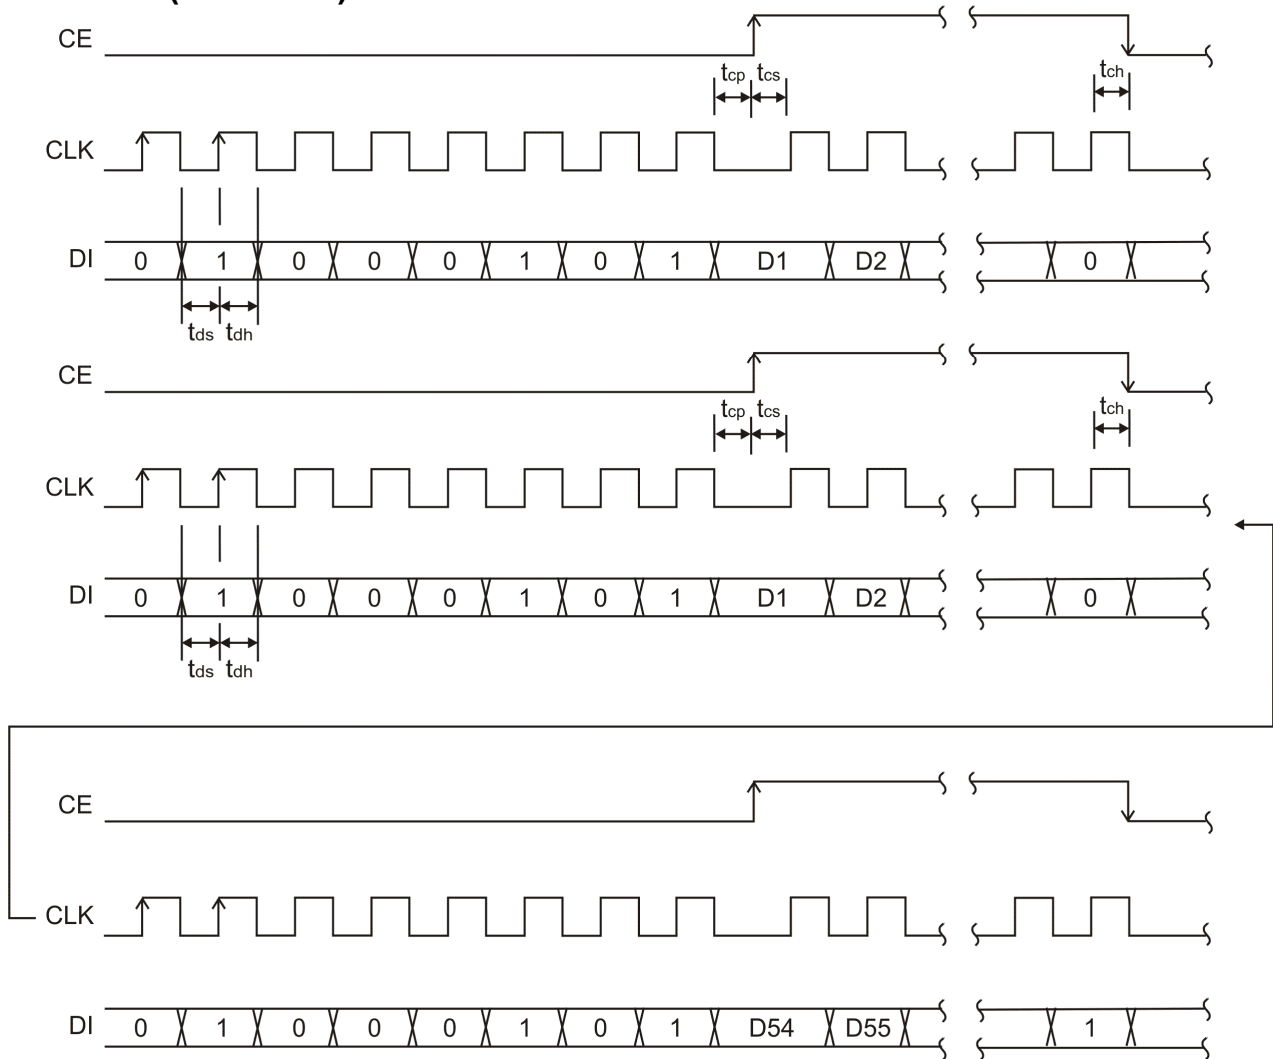 CE
tcp tcs tch
CLK
DI 0 1 0 0 0 1 0 1 D1 D2 0
tds tdh
CE
tcp tcs tch
CLK
DI 0 1 0 0 0 1 0 1 D1 D2 0
tds tdh
CE
CLK
DI 0 1 0 0 0 1 0 1 D54 D55 1